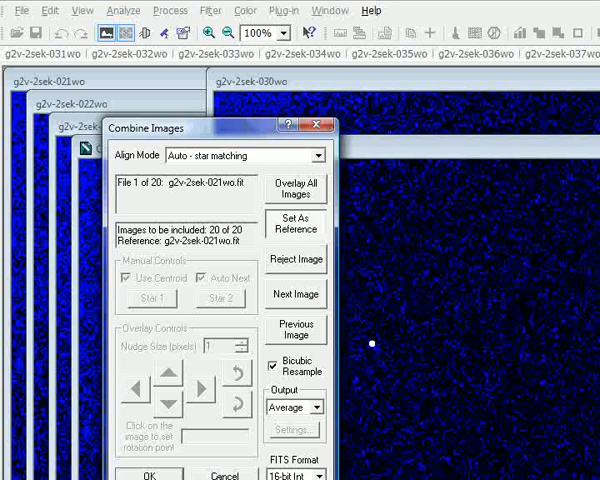 File Edit View Analyze Process Filter Color Plug-in Window Help
100%
g2v-2sek-031wo g2v-2sek-032wo g2v-2sek-033wo g2v-2sek-034wo g2v-2sek-035wo g2v-2sek-036wo g2v-2sek-037wo
g2v-2sek-021wo
g2v-2sek-030wo
g2v-2sek-022wo
g2v-2sek-
Combine Images
Align Mode Auto - star matching
File 1 of 20: g2v-2sek-021wo.fit
Overlay All Images
Set As Reference
Images to be included: 20 of 20
Reference: g2v-2sek-021wo.fit
Reject Image
Manual Controls
Use Centroid Auto Next
Star 1 Star 2
Next Image
Overlay Controls
Previous Image
Nudge Size (pixels) 1
Bicubic Resample
Output
Average
Click on the image to set rotation point
Settings...
FITS Format
OK Cancel 16-bit Int